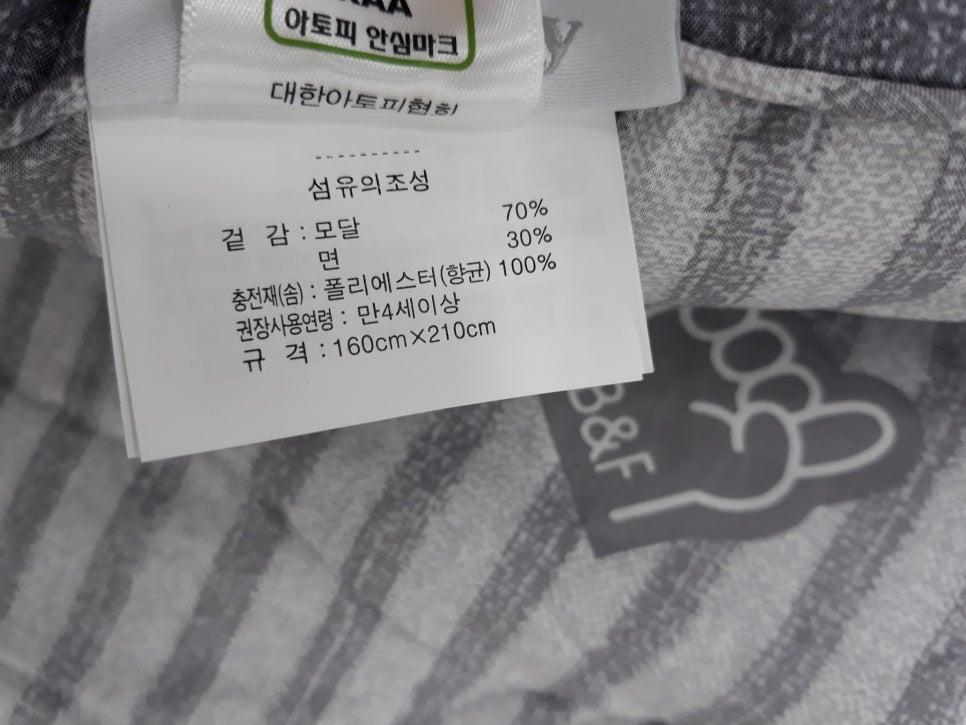 KAA
아토피 안심마크
y
대한아토피협회
----------
섬유의조성
겉 감 : 모달 70%
면 30%
충전재(솜) : 폴리에스터(향균) 100%
권장사용연령 : 만4세이상
규 격 : 160cm×210cm
B&F